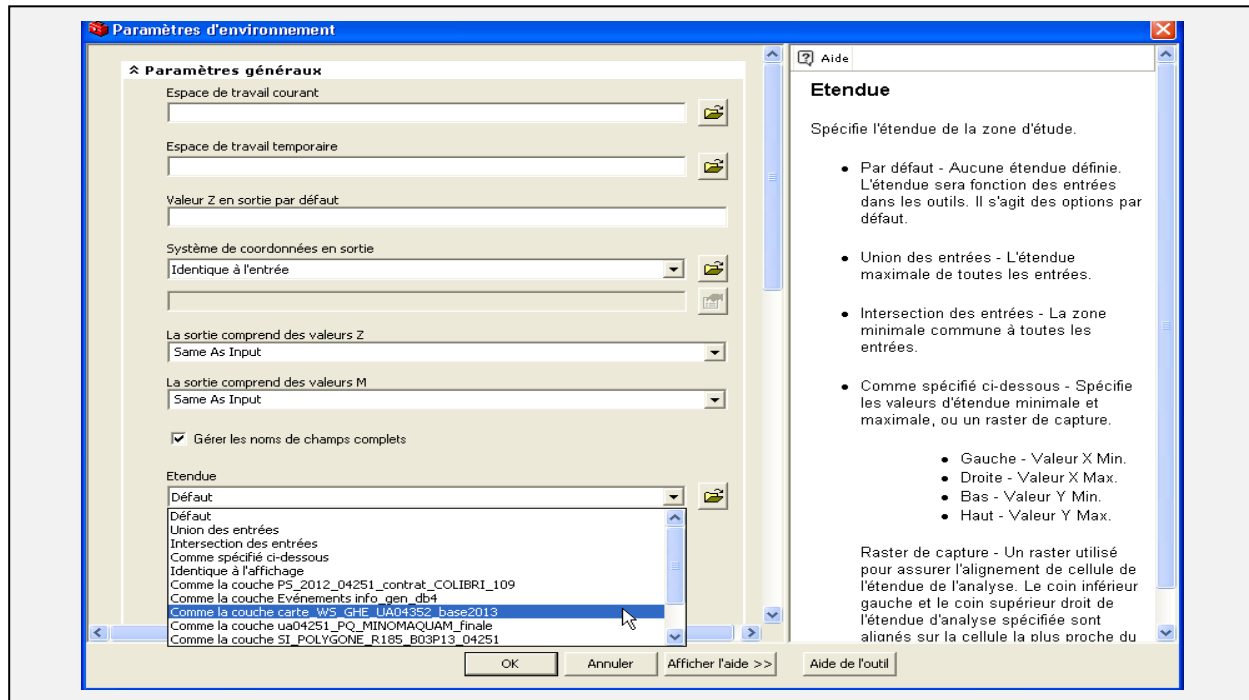 Paramètres d'environnement
Paramètres généraux
Espace de travail courant
Espace de travail temporaire
Valeur Z en sortie par défaut
Système de coordonnées en sortie
Identique à l'entrée
La sortie comprend des valeurs Z
Same As Input
La sortie comprend des valeurs M
Same As Input
Gérer les noms de champs complets
Etendue
Défaut
Défaut
Union des entrées
Intersection des entrées
Comme spécifié ci-dessous
Identique à l'affichage
Comme la couche PS_2012_04251_contrat_COLIBRI_109
Comme la couche Evénements info_gen_db4
Comme la couche carte_WS_GHE_UA04352_base2013
Comme la couche ua04251_PQ_MINOMAQUAM_finale
Comme la couche SI_POLYGONE_R185_B03P13_04251
OK
Annuler
Afficher l'aide >>
Aide
Etendue
Spécifie l'étendue de la zone d'étude.
• Par défaut - Aucune étendue définie.
L'étendue sera fonction des entrées
dans les outils. Il s'agit des options par
défaut.
• Union des entrées - L'étendue
maximale de toutes les entrées.
• Intersection des entrées - La zone
minimale commune à toutes les
entrées.
• Comme spécifié ci-dessous - Spécifie
les valeurs d'étendue minimale et
maximale, ou un raster de capture.
• Gauche - Valeur X Min.
• Droite - Valeur X Max.
• Bas - Valeur Y Min.
• Haut - Valeur Y Max.
Raster de capture - Un raster utilisé
pour assurer l'alignement de cellule de
l'étendue de l'analyse. Le coin inférieur
gauche et le coin supérieur droit de
l'étendue d'analyse spécifiée sont
alignés sur la cellule la plus proche du
Aide de l'outil